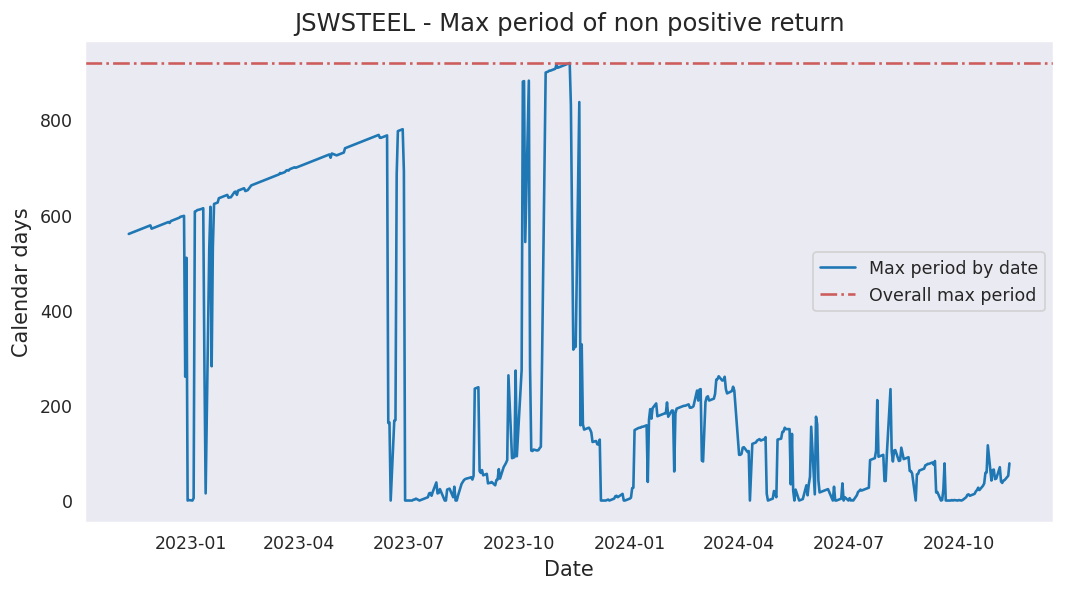 JSWSTEEL - Max period of non positive return
Calendar days
800
600
400
200
0
Max period by date
Overall max period
2023-01
2023-04
2023-07
2023-10
2024-01
2024-04
2024-07
2024-10
Date